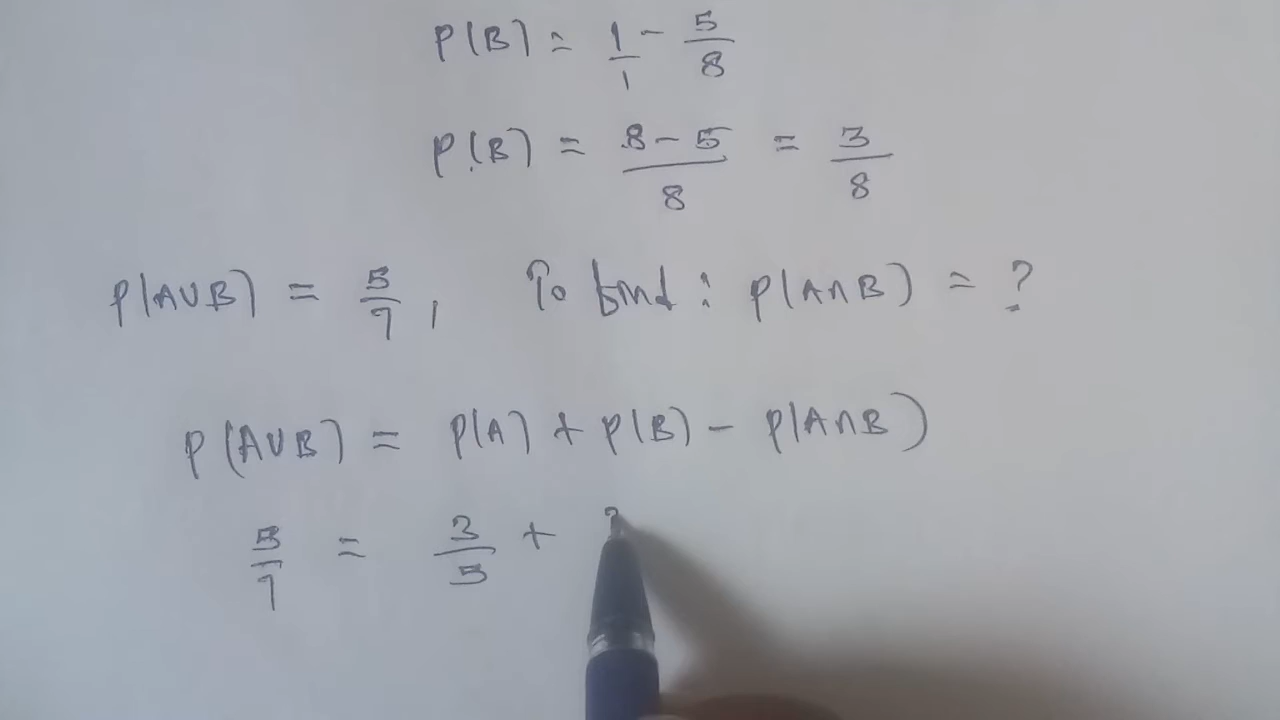 P(B) = 1/1 - 5/8
P(B) = 8-5/8 = 3/8
P(A∪B) = 5/7, To find : P(A∩B) = ?
P(A∪B) = P(A) + P(B) - P(A∩B)
5/7 = 3/5 +